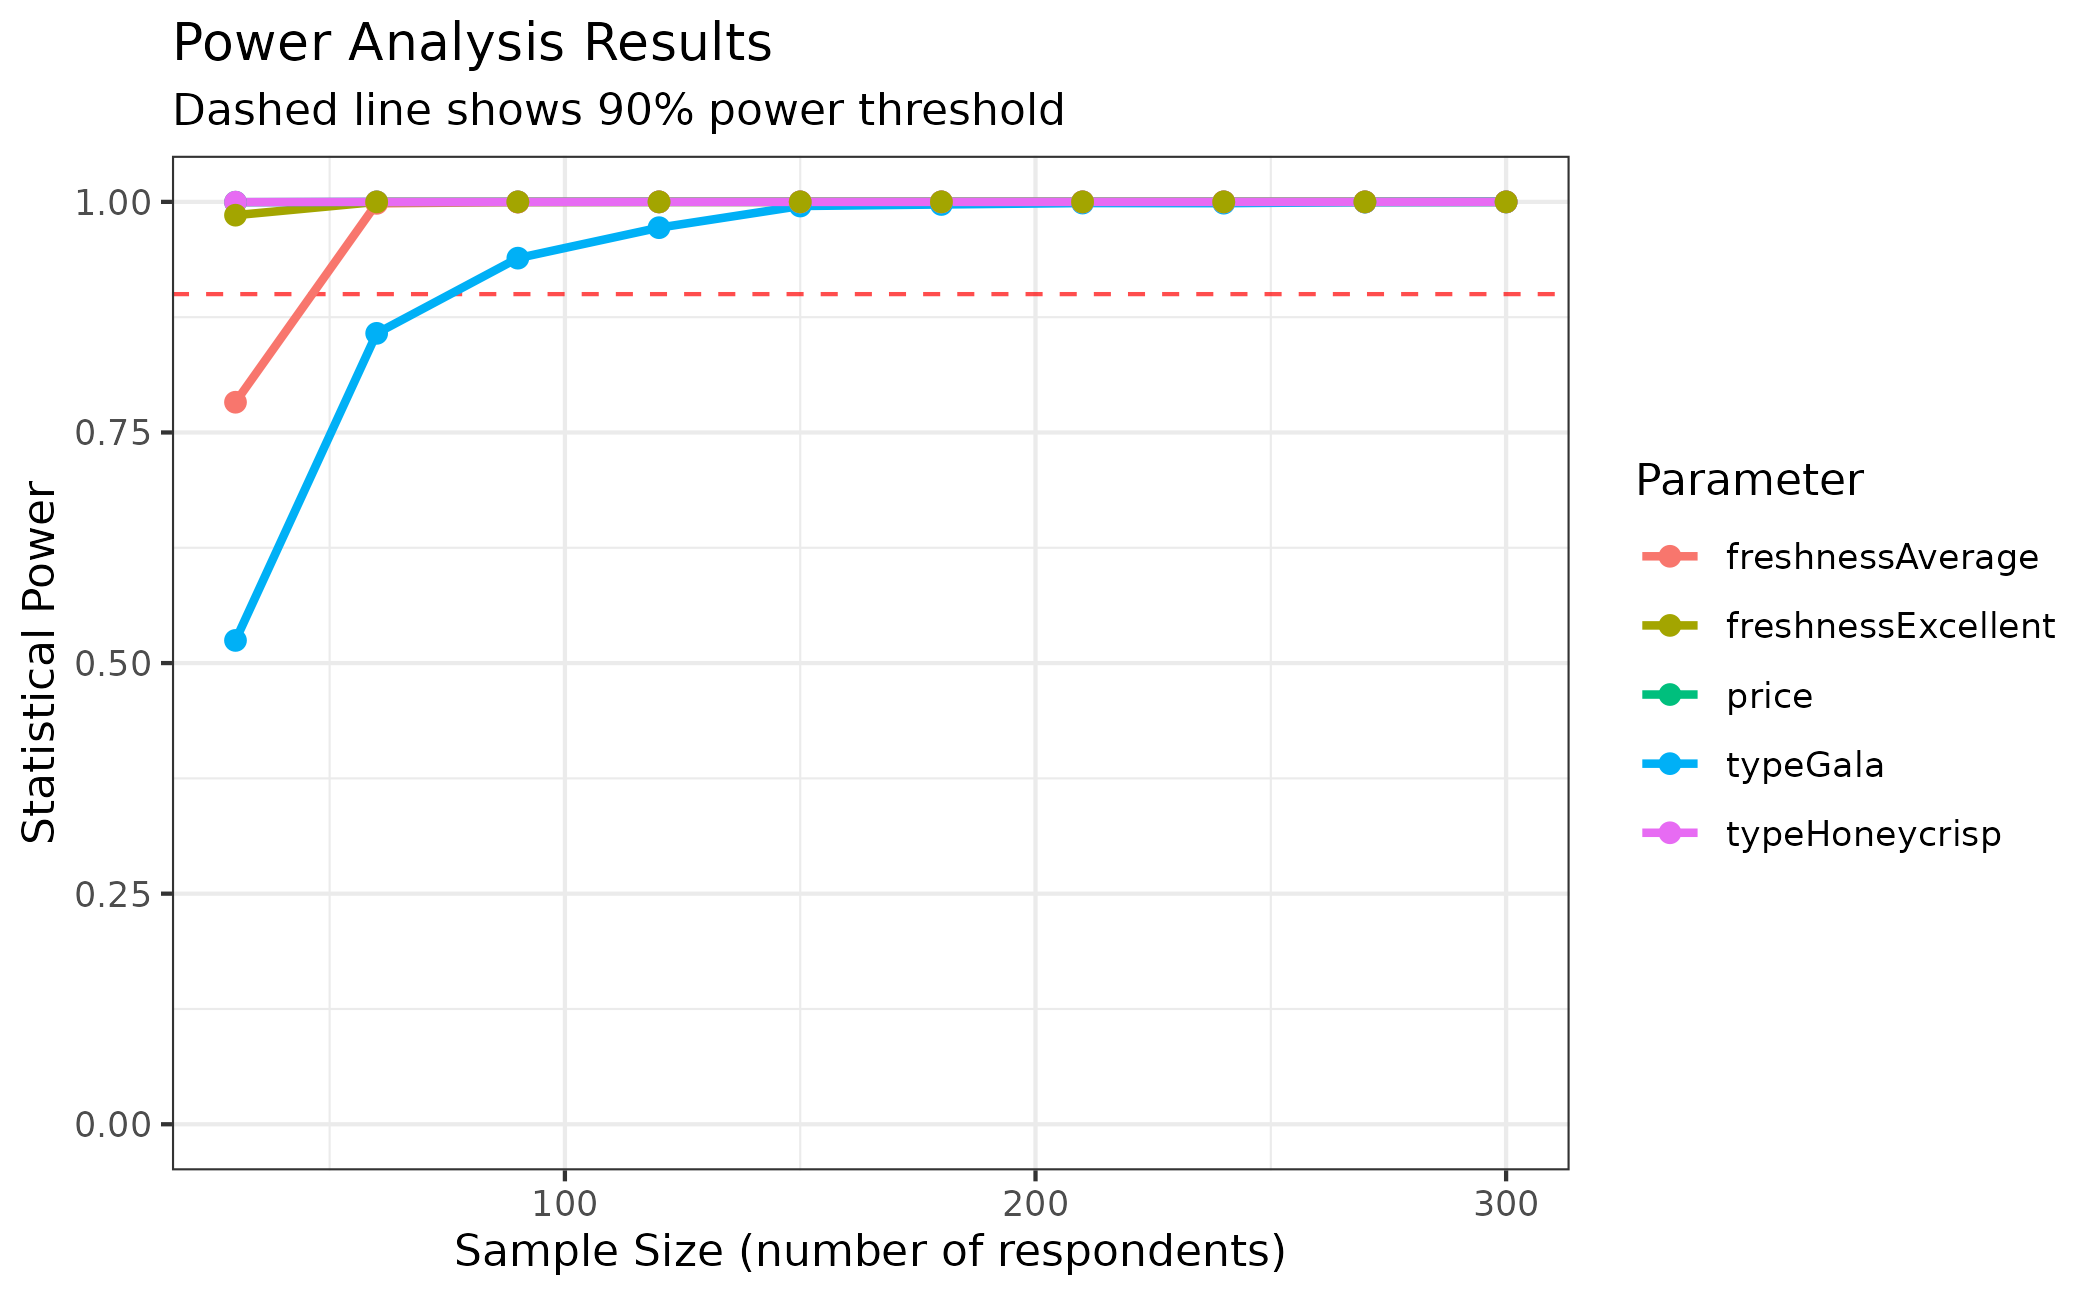 Power Analysis Results
Dashed line shows 90% power threshold
1.00
0.75
0.50
0.25
0.00
Statistical Power
100
200
300
Sample Size (number of respondents)
Parameter
freshnessAverage
freshnessExcellent
price
typeGala
typeHoneycrisp